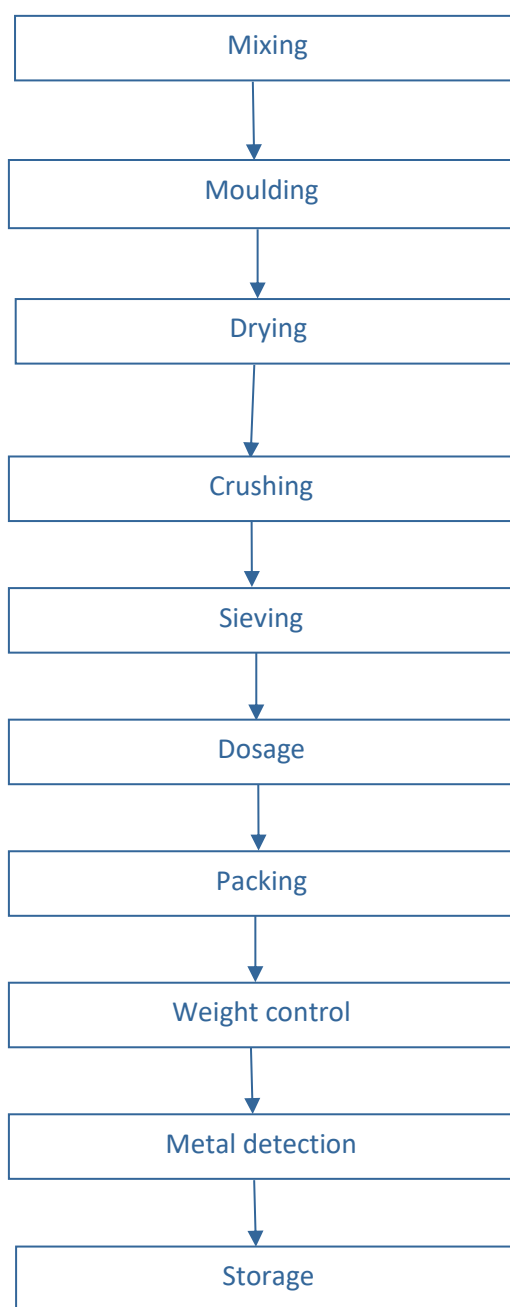 Mixing
Moulding
Drying
Crushing
Sieving
Dosage
Packing
Weight control
Metal detection
Storage